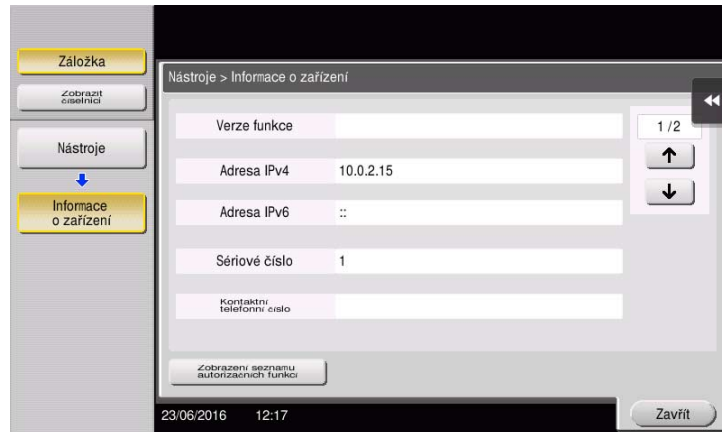 Záložka
Zobrazit
číselníci
Nástroje
Informace
o zařízení
Nástroje > Informace o zařízení
1 /2
Verze funkce
Adresa IPv4 10.0.2.15
Adresa IPv6 ::
Sériové číslo 1
Kontaktní
telefonní číslo
Zobrazení seznamu
autorizačních funkcí
23/06/2016 12:17
Zavřít